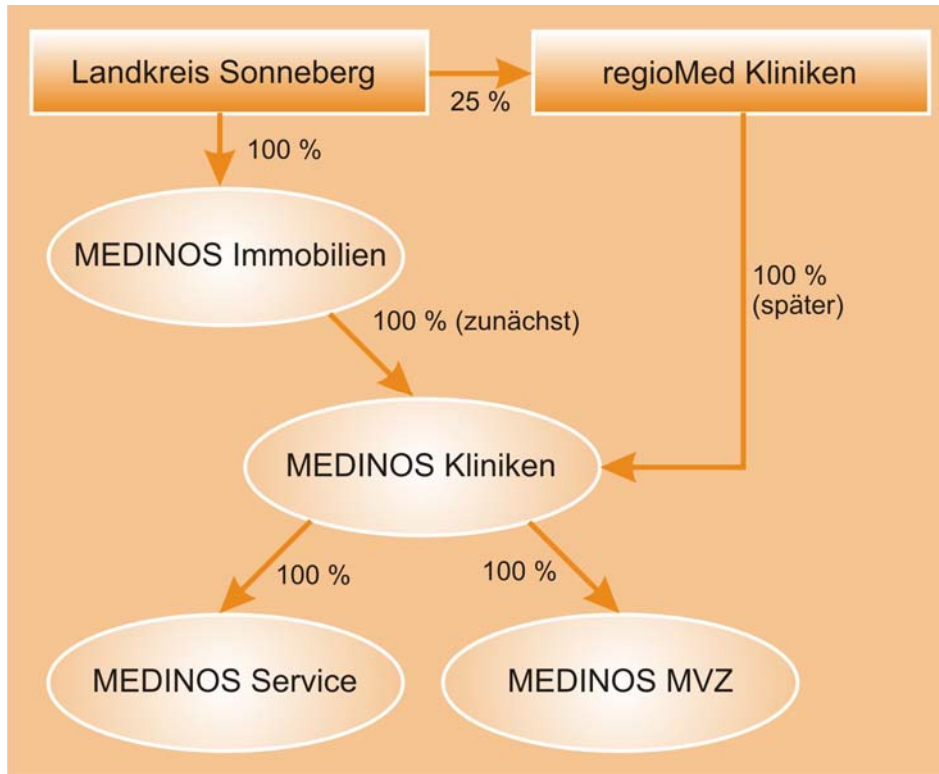 Landkreis Sonneberg
regioMed Kliniken
25 %
100 %
MEDINOS Immobilien
100 %
(später)
100 % (zunächst)
MEDINOS Kliniken
100 %
100 %
MEDINOS Service
MEDINOS MVZ